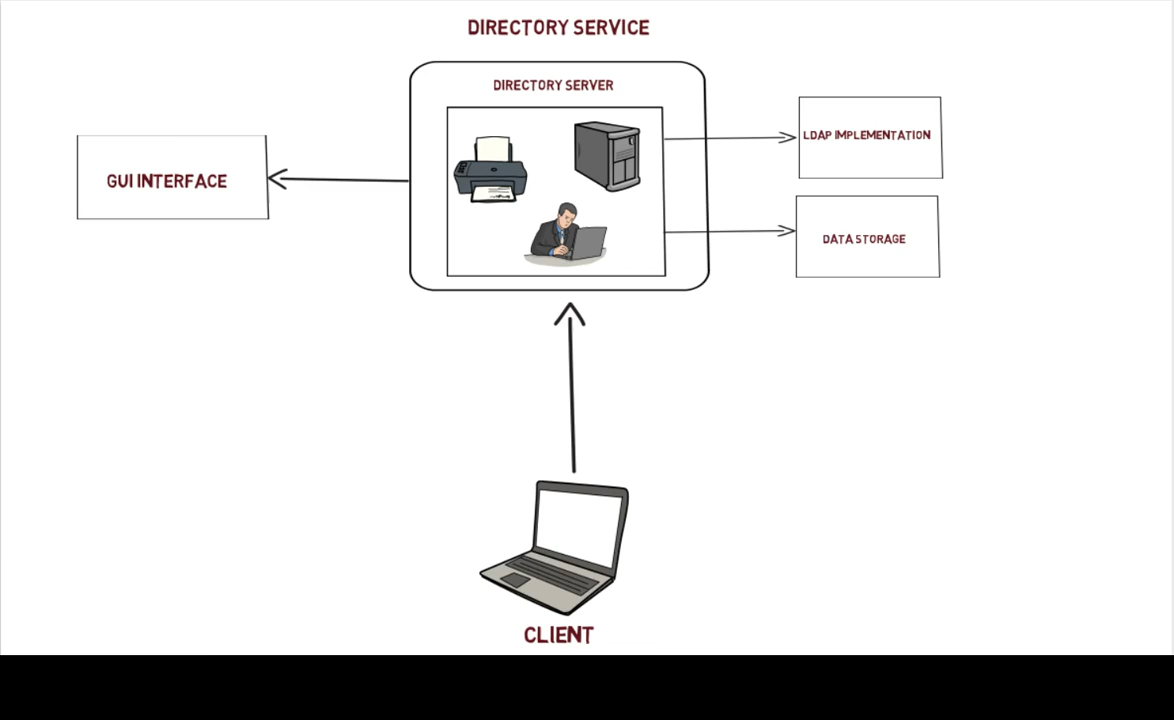 DIRECTORY SERVICE
DIRECTORY SERVER
LDAP IMPLEMENTATION
GUI INTERFACE
DATA STORAGE
CLIENT